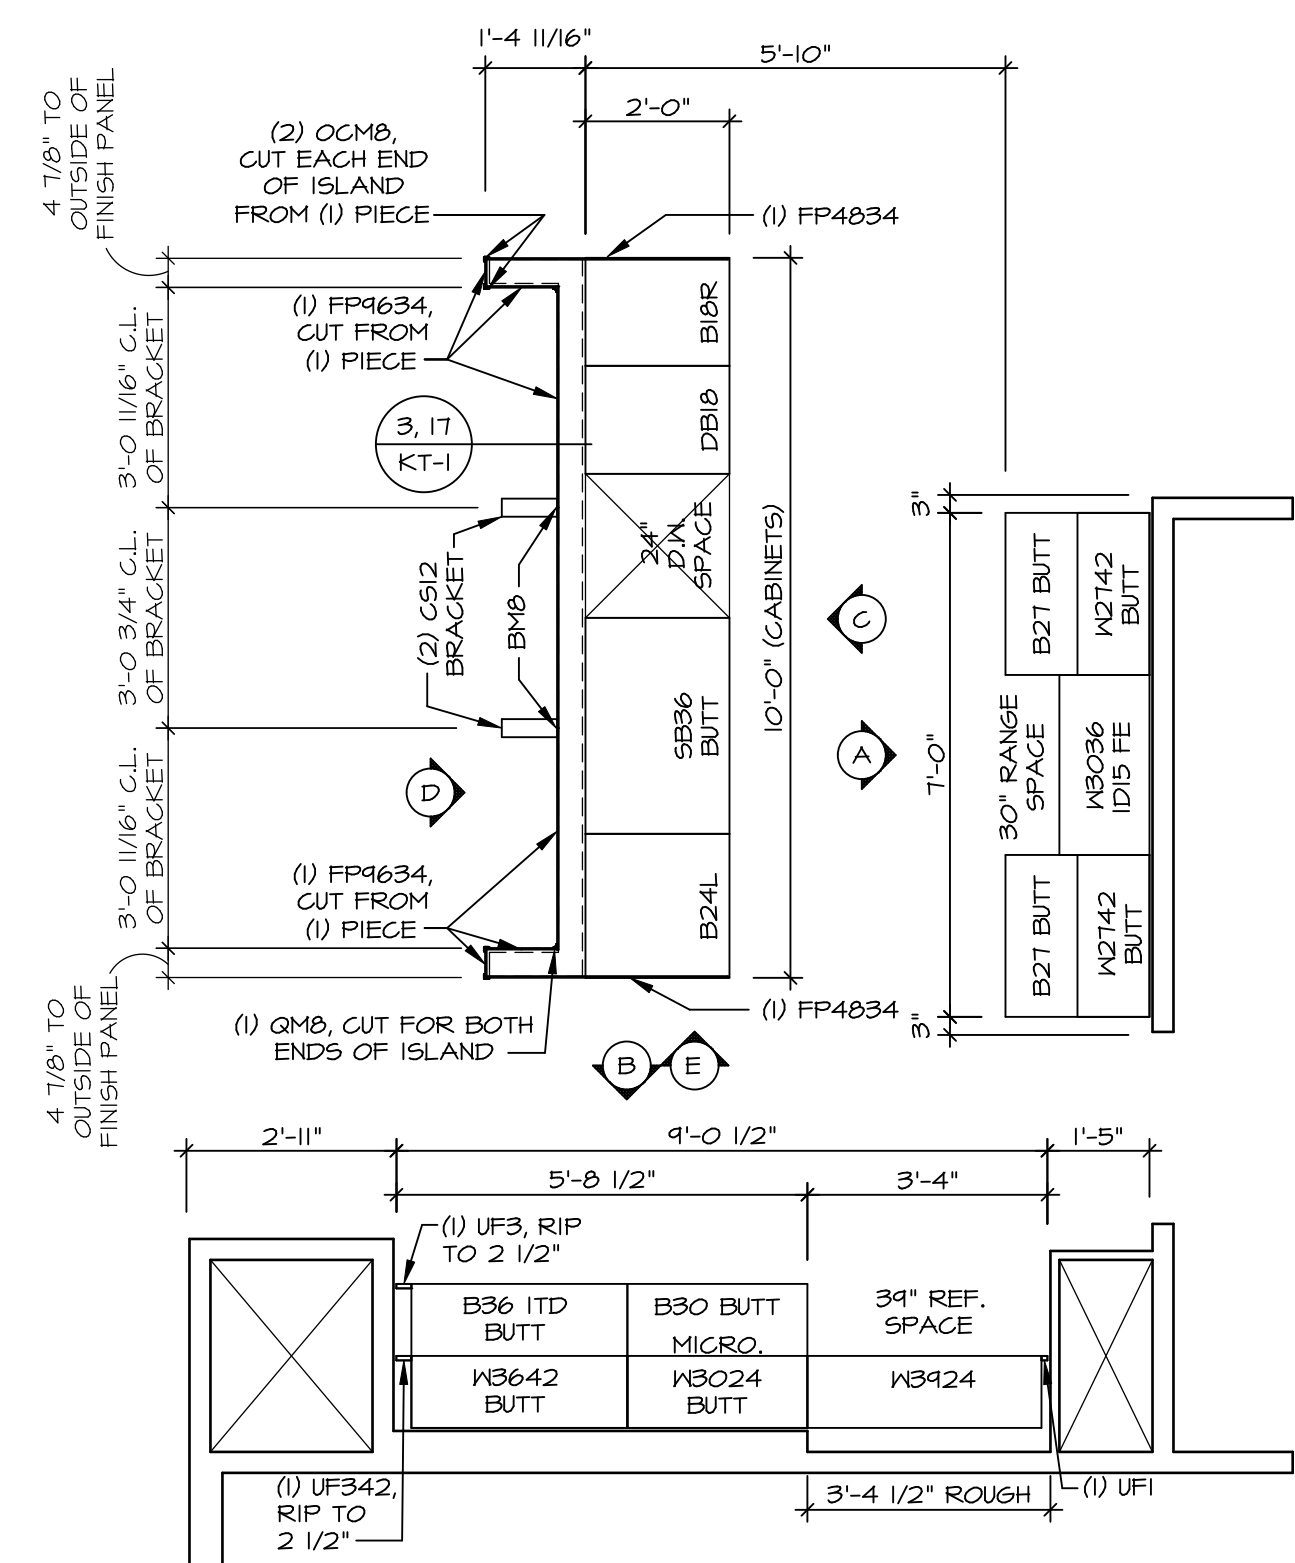 1'-4 11/16"
5'-10"
2'-0"
4 7/8" TO
OUTSIDE OF
FINISH PANEL
(2) OCM8,
CUT EACH END
OF ISLAND
FROM (1) PIECE
(1) FP4834
(1) FP9634,
CUT FROM
(1) PIECE
3'-0 11/16" C.L.
OF BRACKET
B18R
DB18
3, 17
KT-1
24"
D.W.
SPACE
3'-0 3/4" C.L.
OF BRACKET
(2) CS12
BRACKET
BM8
10'-0" (CABINETS)
SB36
BUTT
C
A
D
3"
7'-0"
3"
B27 BUTT
W2742
BUTT
30" RANGE
SPACE
W3036
1D15 FE
B27 BUTT
W2742
BUTT
3'-0 11/16" C.L.
OF BRACKET
(1) FP9634,
CUT FROM
(1) PIECE
B24L
4 7/8" TO
OUTSIDE OF
FINISH PANEL
(1) QM8, CUT FOR BOTH
ENDS OF ISLAND
(1) FP4834
B
E
2'-11"
9'-0 1/2"
1'-5"
5'-8 1/2"
3'-4"
(1) UF3, RIP
TO 2 1/2"
B36 1TD
BUTT
B30 BUTT
MICRO.
39" REF.
SPACE
W3642
BUTT
W3024
BUTT
W3924
(1) UF342,
RIP TO
2 1/2"
3'-4 1/2" ROUGH
(1) UF1